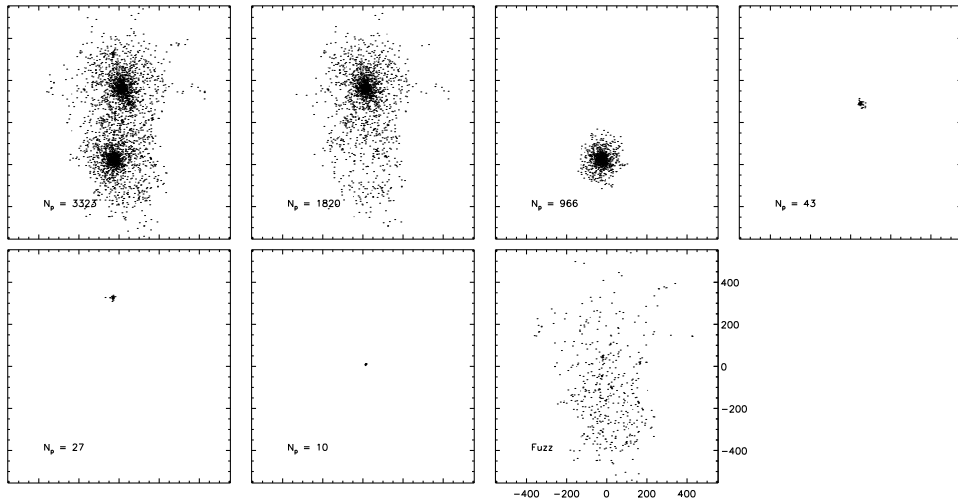 N_p = 3323
N_p = 1820
N_p = 966
N_p = 43
N_p = 27
N_p = 10
Fuzz
400
200
0
−200
−400
−400 −200 0 200 400